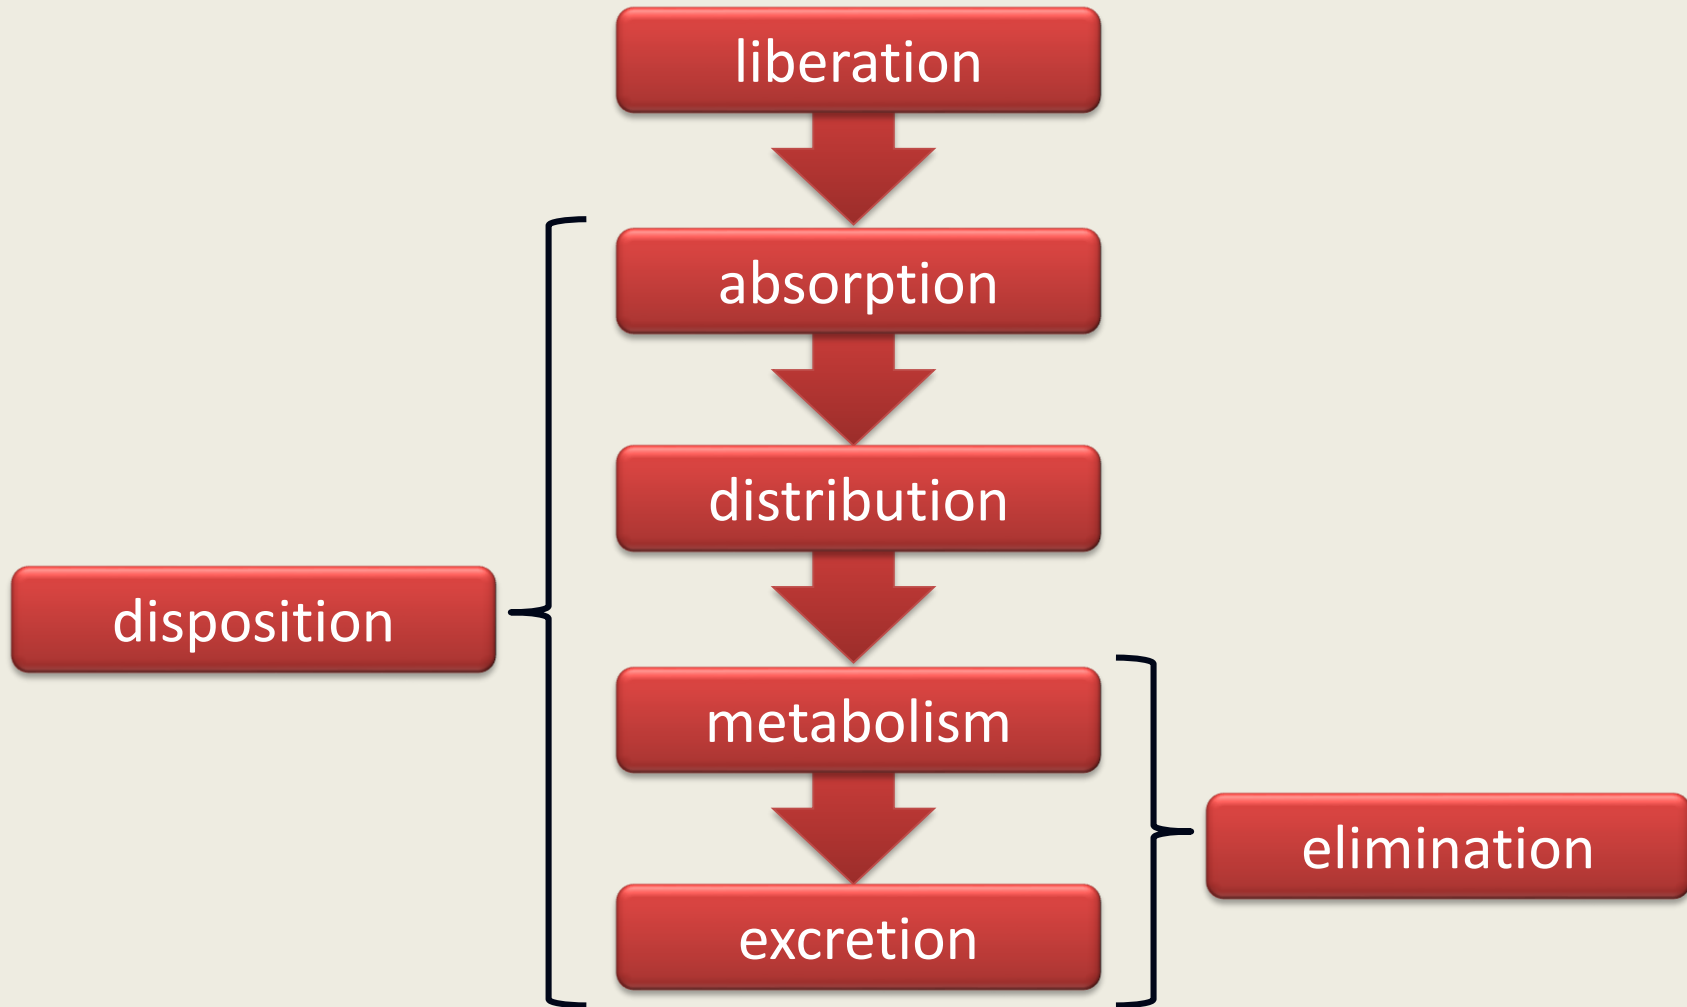 liberation
absorption
distribution
disposition
metabolism
elimination
excretion